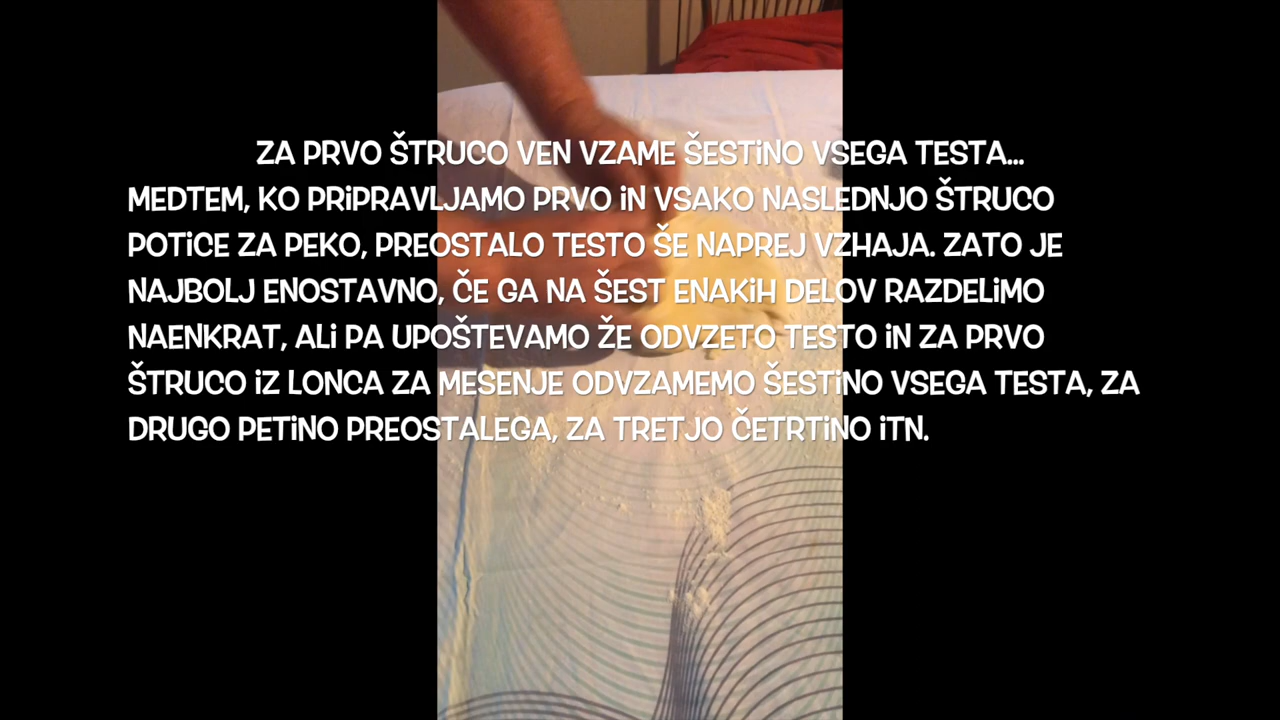 ZA PRVO ŠTRUCO VEN VZAME ŠESTiNO VSEGA TESTA...
MEDTEM, KO PRiPRAVLJAMO PRVO iN VSAKO NASLEDNJO ŠTRUCO
POTiCE ZA PEKO, PREOSTALO TESTO ŠE NAPREJ VZHAJA. ZATO JE
NAJBOLJ ENOSTAVNO, ČE GA NA ŠEST ENAKiH DELOV RAZDELiMO
NAENKRAT, ALi PA UPOŠTEVAMO ŽE ODVZETO TESTO iN ZA PRVO
ŠTRUCO iZ LONCA ZA MESENJE ODVZAMEMO ŠESTiNO VSEGA TESTA, ZA
DRUGO PETiNO PREOSTALEGA, ZA TRETJO ČETRTiNO iTN.